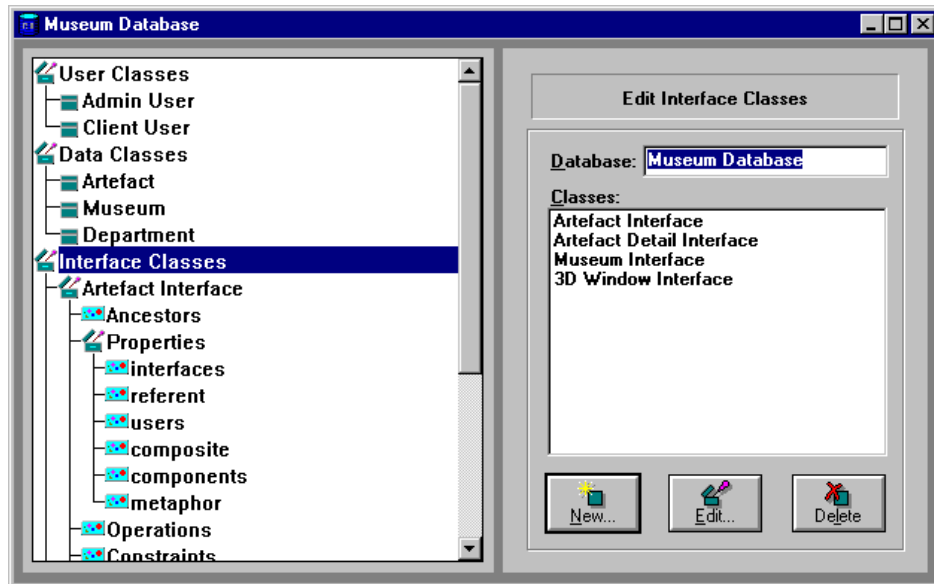 Museum Database
User Classes
Admin User
Client User
Data Classes
Artefact
Museum
Department
Interface Classes
Artefact Interface
Ancestors
Properties
interfaces
referent
users
composite
components
metaphor
Operations
Constraints
Edit Interface Classes
Database: Museum Database
Classes:
Artefact Interface
Artefact Detail Interface
Museum Interface
3D Window Interface
New... Edit... Delete